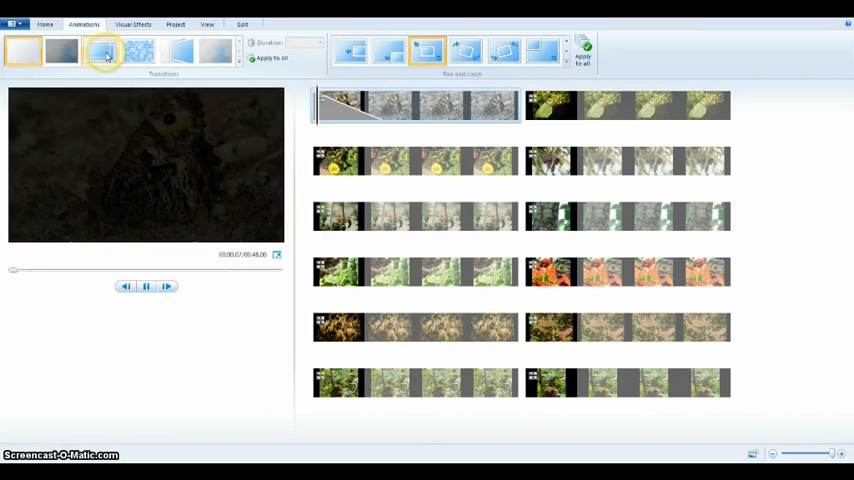 Home Animations Visual Effects Project View Edit
Duration:
Apply to all
Apply to all
Transitions
Pan and zoom
00:00.07/00:48.00
Screencast-O-Matic.com